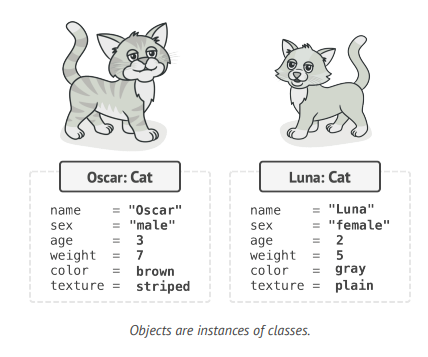 Oscar: Cat
name = "Oscar"
sex = "male"
age = 3
weight = 7
color = brown
texture = striped
Luna: Cat
name = "Luna"
sex = "female"
age = 2
weight = 5
color = gray
texture = plain
Objects are instances of classes.